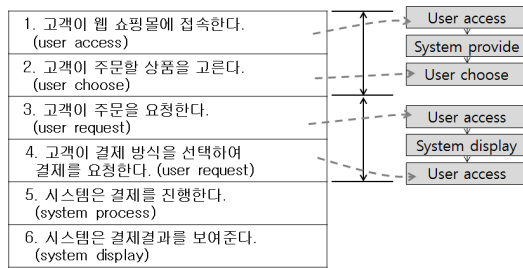 1. 고객이 웹 쇼핑몰에 접속한다.
(user access)
2. 고객이 주문할 상품을 고른다.
(user choose)
3. 고객이 주문을 요청한다.
(user request)
4. 고객이 결제 방식을 선택하여
결제를 요청한다. (user request)
5. 시스템은 결제를 진행한다.
(system process)
6. 시스템은 결제결과를 보여준다.
(system display)
User access
System provide
User choose
User access
System display
User access